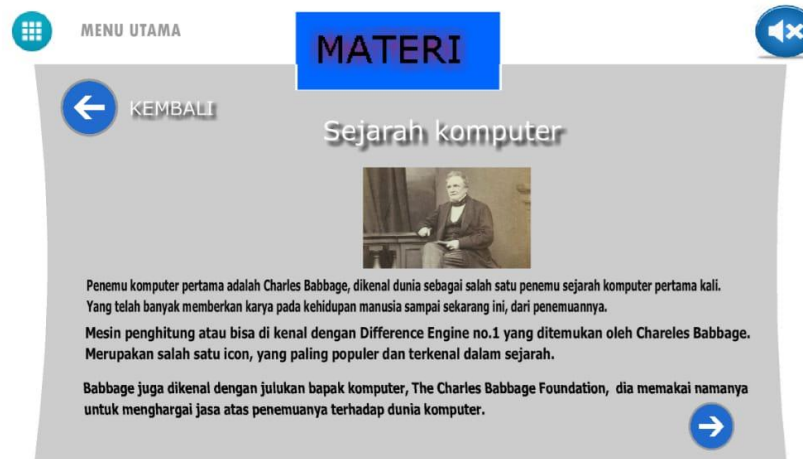 MENU UTAMA
MATERI
KEMBALI
Sejarah komputer
Penemu komputer pertama adalah Charles Babbage, dikenal dunia sebagai salah satu penemu sejarah komputer pertama kali.
Yang telah banyak memberkan karya pada kehidupan manusia sampai sekarang ini, dari penemuannya.
Mesin penghitung atau bisa di kenal dengan Difference Engine no.1 yang ditemukan oleh Chareles Babbage.
Merupakan salah satu icon, yang paling populer dan terkenal dalam sejarah.
Babbage juga dikenal dengan julukan bapak komputer, The Charles Babbage Foundation, dia memakai namanya
untuk menghargai jasa atas penemuanya terhadap dunia komputer.